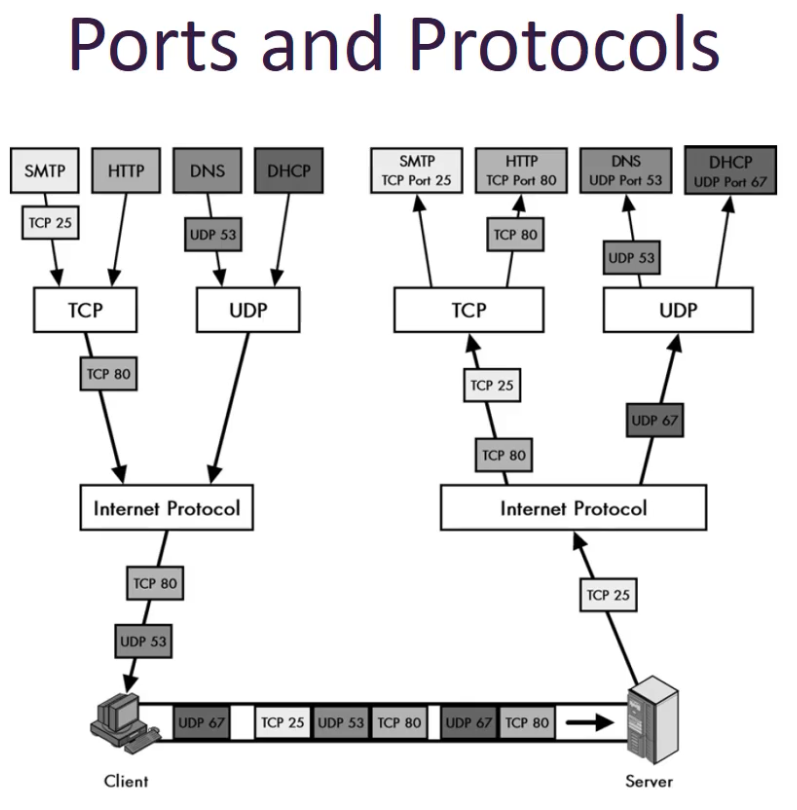 Ports and Protocols
SMTP
HTTP
DNS
DHCP
SMTP
TCP Port 25
HTTP
TCP Port 80
DNS
UDP Port 53
DHCP
UDP Port 67
TCP 25
UDP 53
TCP 80
UDP 53
TCP
UDP
TCP
UDP
TCP 80
TCP 25
UDP 67
TCP 80
Internet Protocol
Internet Protocol
TCP 80
TCP 25
UDP 53
UDP 67
TCP 25
UDP 53
TCP 80
UDP 67
TCP 80
Client
Server